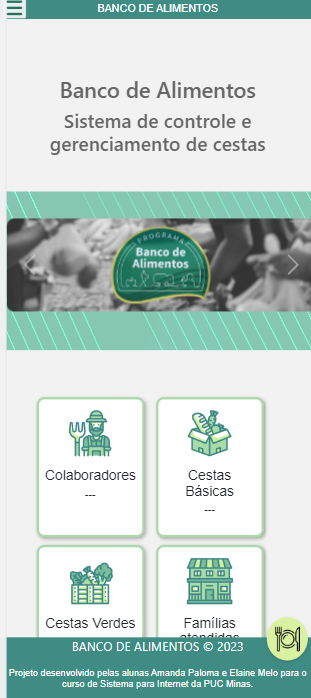 BANCO DE ALIMENTOS
Banco de Alimentos
Sistema de controle e
gerenciamento de cestas
PROGRAMA
Banco de
Alimentos
Colaboradores
---
Cestas
Básicas
---
Cestas Verdes
Famílias
atendidas
BANCO DE ALIMENTOS © 2023
Projeto desenvolvido pelas alunas Amanda Paloma e Elaine Melo para o
curso de Sistema para Internet da PUC Minas.